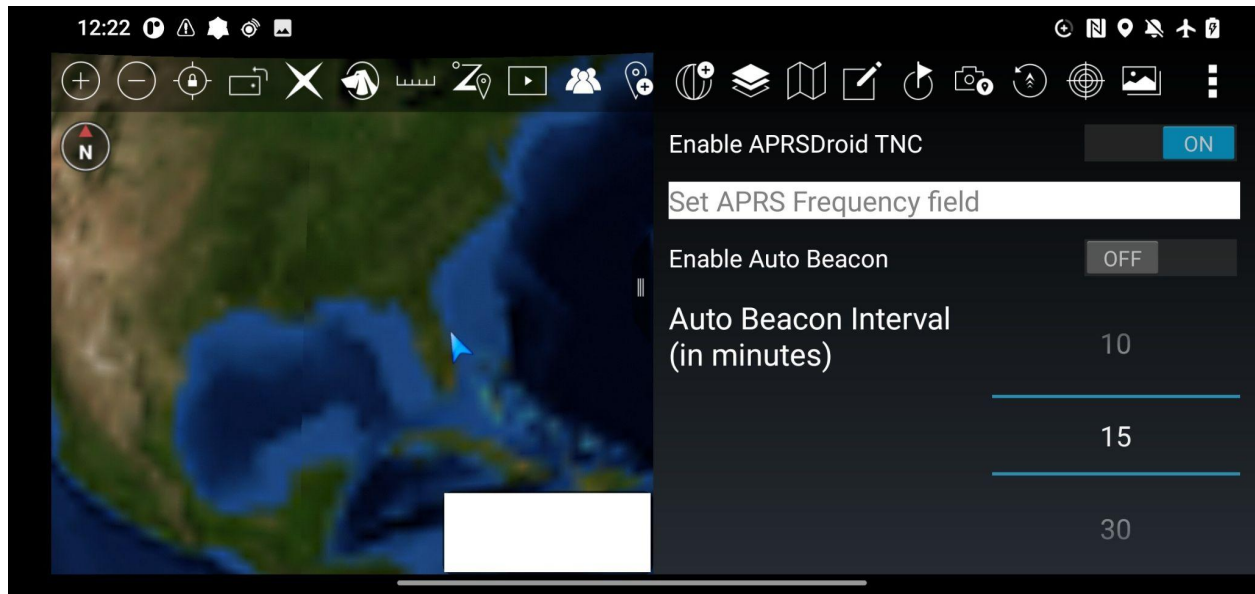 12:22
N
Z
Enable APRSDroid TNC ON
Set APRS Frequency field
Enable Auto Beacon OFF
Auto Beacon Interval
(in minutes)
10
15
30